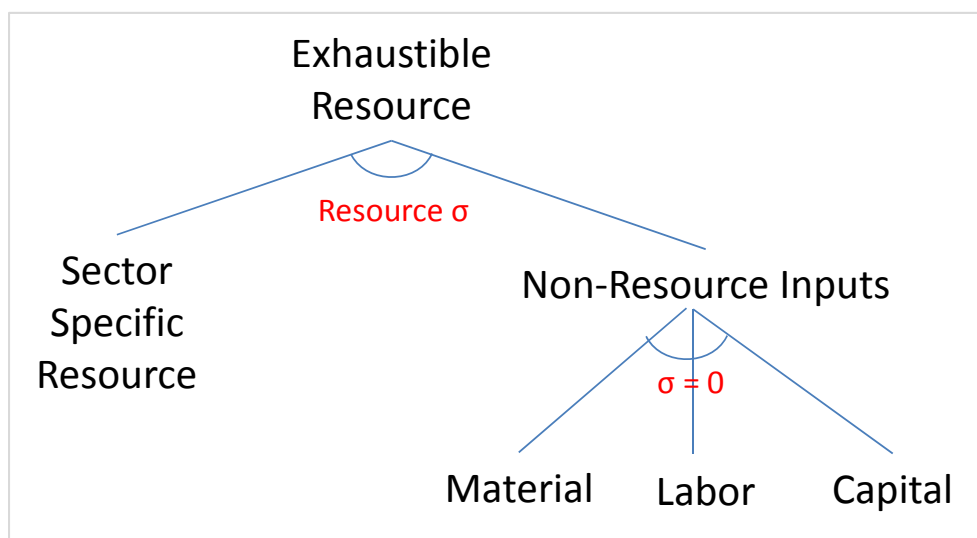 Exhaustible
Resource
Resource σ
Sector
Specific
Resource
Non-Resource Inputs
σ = 0
Material
Labor
Capital